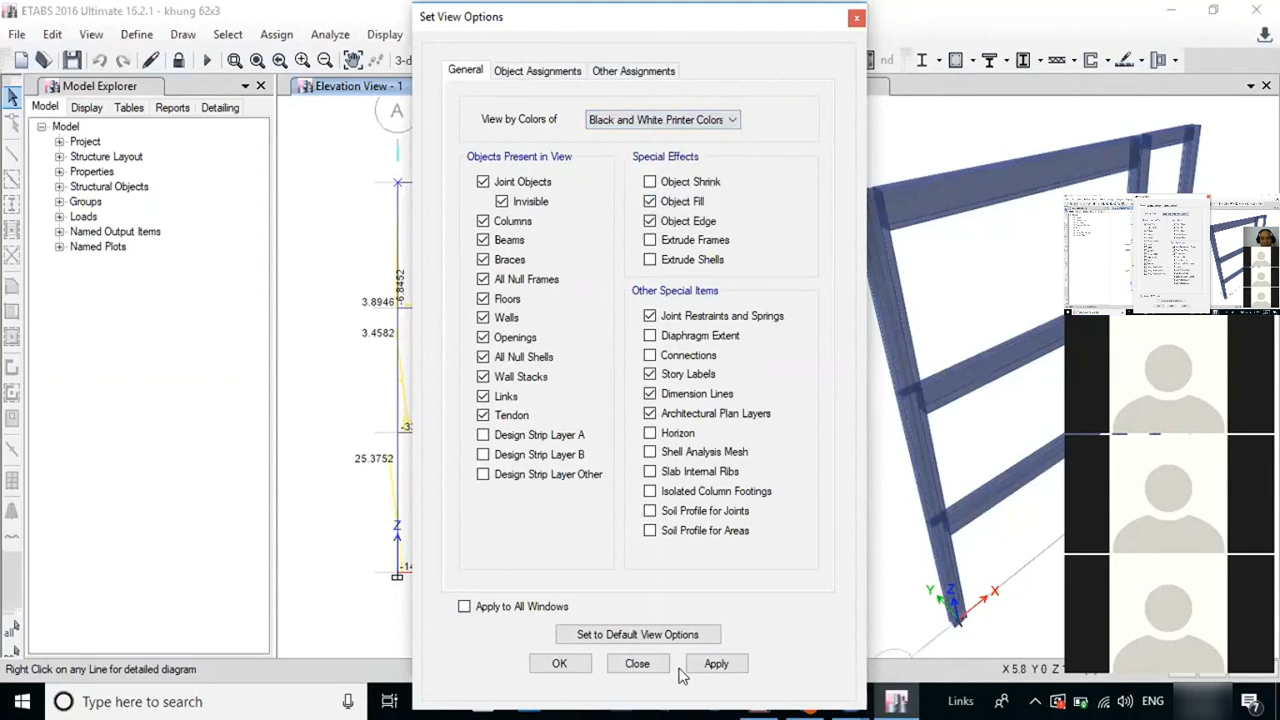 ETABS 2016 Ultimate 16.2.1 - khung 62x3
File Edit View Define Draw Select Assign Analyze Display
3-d
nd
Model Explorer
Model Display Tables Reports Detailing
Model
Project
Structure Layout
Properties
Structural Objects
Groups
Loads
Named Output Items
Named Plots
Elevation View - 1
A
3.8946
-6.8452
3.4582
25.3752
Z
Set View Options
General Object Assignments Other Assignments
View by Colors of Black and White Printer Colors
Objects Present in View
Joint Objects
Invisible
Columns
Beams
Braces
All Null Frames
Floors
Walls
Openings
All Null Shells
Wall Stacks
Links
Tendon
Design Strip Layer A
Design Strip Layer B
Design Strip Layer Other
Special Effects
Object Shrink
Object Fill
Object Edge
Extrude Frames
Extrude Shells
Other Special Items
Joint Restraints and Springs
Diaphragm Extent
Connections
Story Labels
Dimension Lines
Architectural Plan Layers
Horizon
Shell Analysis Mesh
Slab Internal Ribs
Isolated Column Footings
Soil Profile for Joints
Soil Profile for Areas
Apply to All Windows
Set to Default View Options
OK Close Apply
Y Z X
Right Click on any Line for detailed diagram
X 5.8 Y 0 Z
Type here to search
Links
ENG